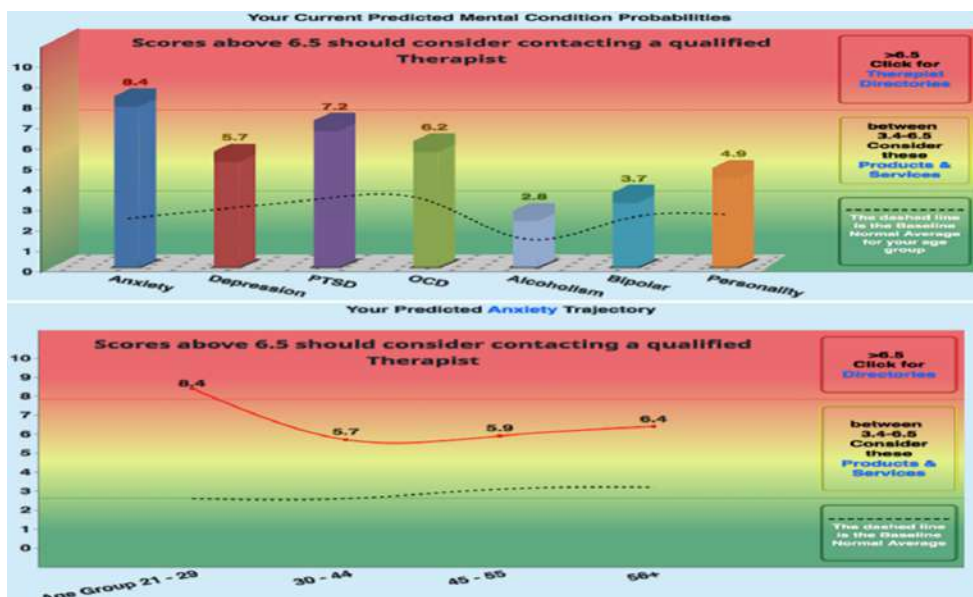 Your Current Predicted Mental Condition Probabilities
Scores above 6.5 should consider contacting a qualified
Therapist
10
9
8
7
6
5
4
3
2
1
0
8.4
5.7
7.2
6.2
2.8
3.7
4.9
Anxiety
Depression
PTSD
OCD
Alcoholism
Bipolar
Personality
>6.5
Click for
Therapist
Directories
between
3.4-6.5
Consider
these
Products &
Services
The dashed line
is the Baseline
Normal Average
for your age
group
Your Predicted Anxiety Trajectory
Scores above 6.5 should consider contacting a qualified
Therapist
10
9
8
7
6
5
4
3
2
1
0
8.4
5.7
5.9
6.4
Age Group 21 - 29
30 - 44
45 - 55
56+
>6.5
Click for
Directories
between
3.4-6.5
Consider
these
Products &
Services
The dashed line
is the Baseline
Normal Average